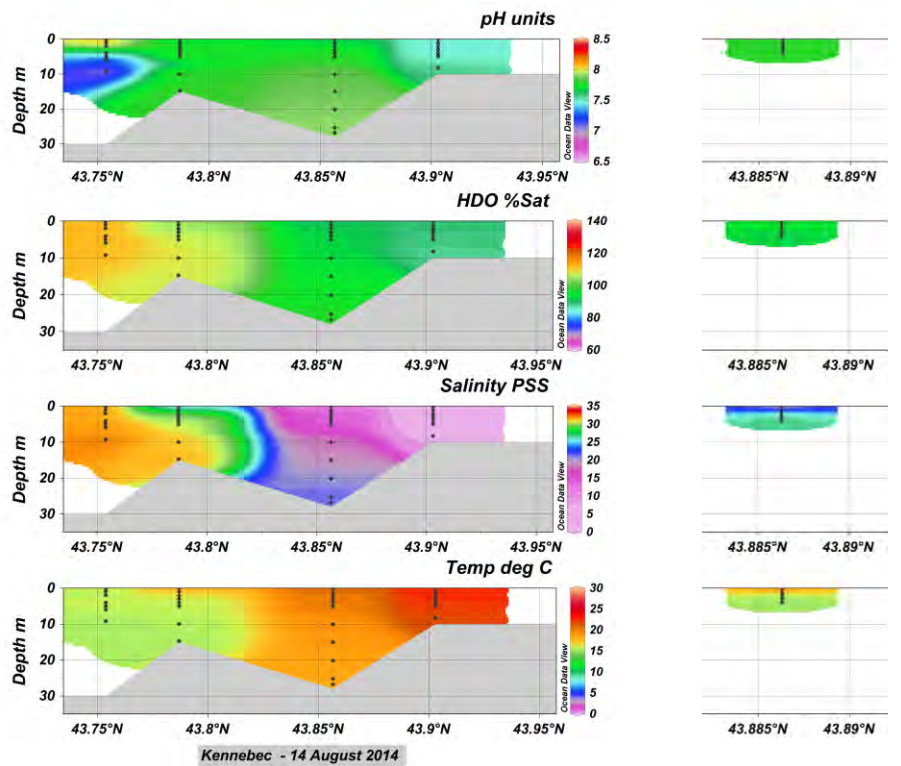 pH units
Depth m
0
10
20
30
43.75°N 43.8°N 43.85°N 43.9°N 43.95°N
8.5
8
7.5
7
6.5
Ocean Data View
43.885°N 43.89°N
HDO %Sat
Depth m
0
10
20
30
43.75°N 43.8°N 43.85°N 43.9°N 43.95°N
140
120
100
80
60
Ocean Data View
43.885°N 43.89°N
Salinity PSS
Depth m
0
10
20
30
43.75°N 43.8°N 43.85°N 43.9°N 43.95°N
35
30
25
20
15
10
5
0
Ocean Data View
43.885°N 43.89°N
Temp deg C
Depth m
0
10
20
30
43.75°N 43.8°N 43.85°N 43.9°N 43.95°N
30
25
20
15
10
5
0
Ocean Data View
43.885°N 43.89°N
Kennebec - 14 August 2014